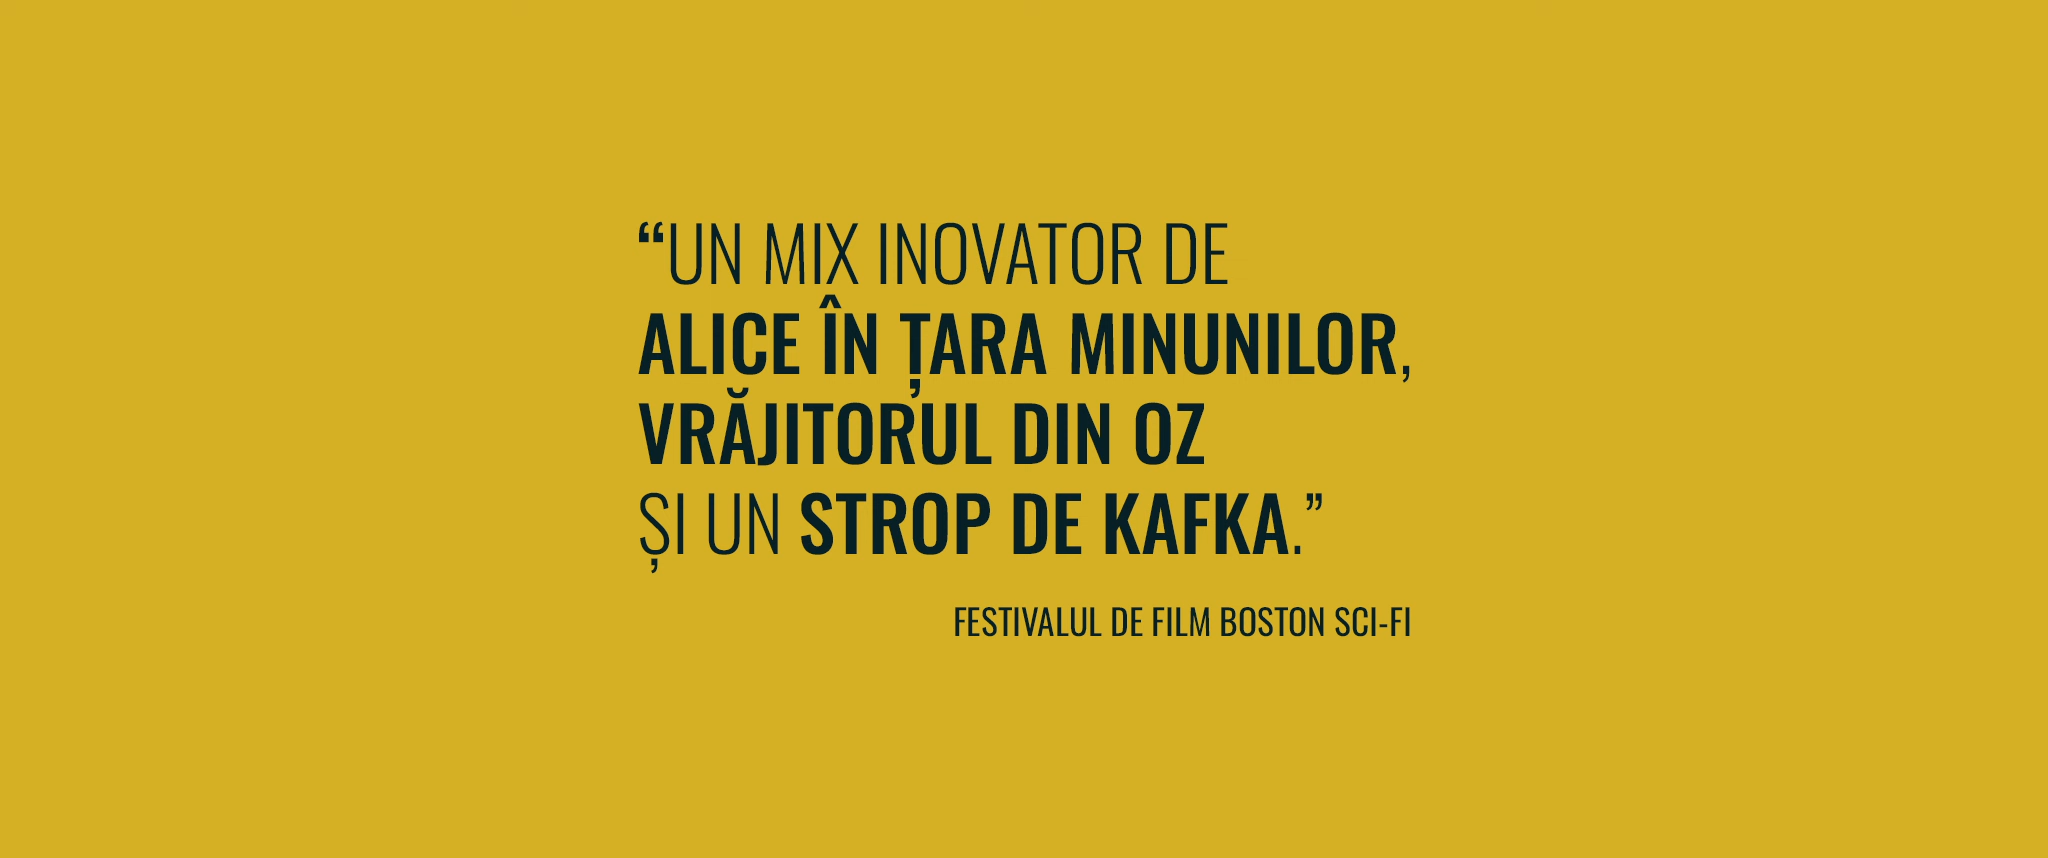 “UN MIX INOVATOR DE
ALICE ÎN ȚARA MINUNILOR,
VRĂJITORUL DIN OZ
ȘI UN STROP DE KAFKA.”
FESTIVALUL DE FILM BOSTON SCI-FI